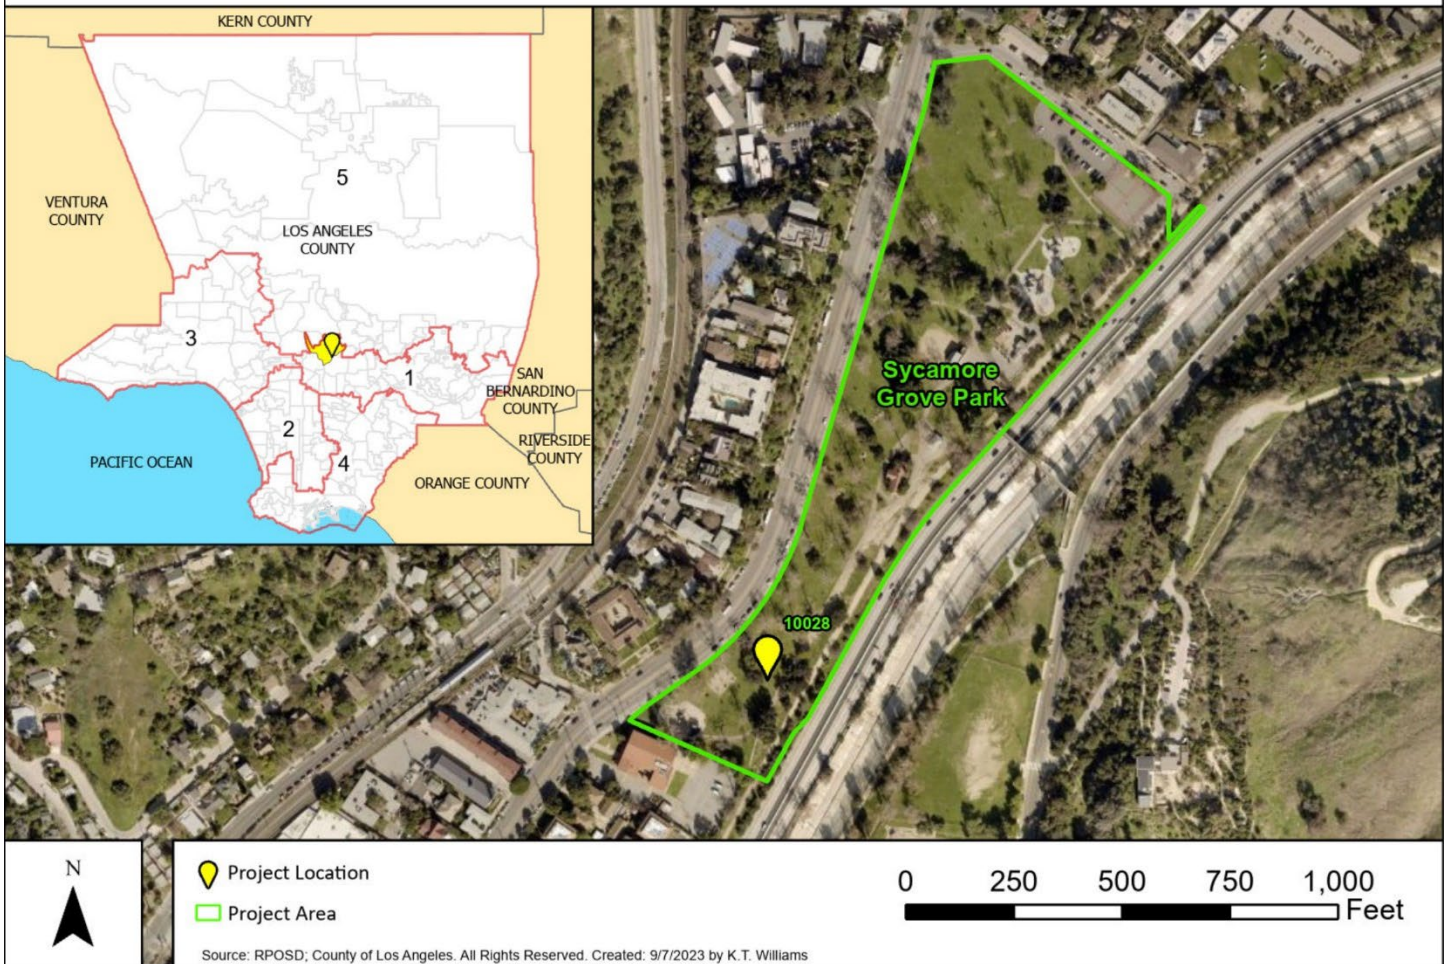 KERN COUNTY
VENTURA
COUNTY
5
LOS ANGELES
COUNTY
3
1
SAN
BERNARDINO
COUNTY
2
RIVERSIDE
COUNTY
4
PACIFIC OCEAN
ORANGE COUNTY
Sycamore
Grove Park
10028
N
Project Location
Project Area
0 250 500 750 1,000
Feet
Source: RPOSD; County of Los Angeles. All Rights Reserved. Created: 9/7/2023 by K.T. Williams